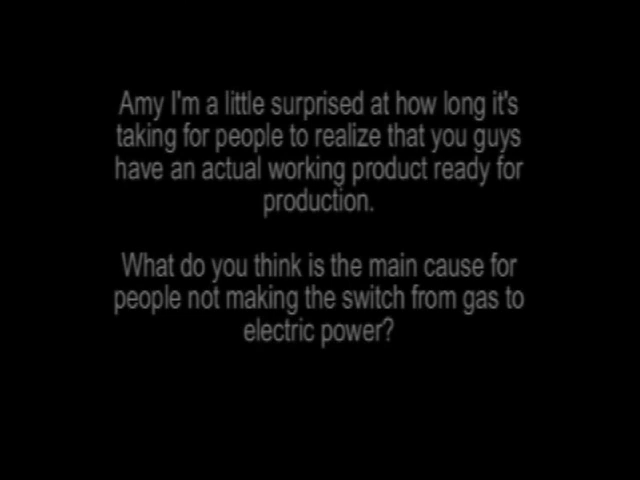 Amy I'm a little surprised at how long it's
taking for people to realize that you guys
have an actual working product ready for
production.
What do you think is the main cause for
people not making the switch from gas to
electric power?